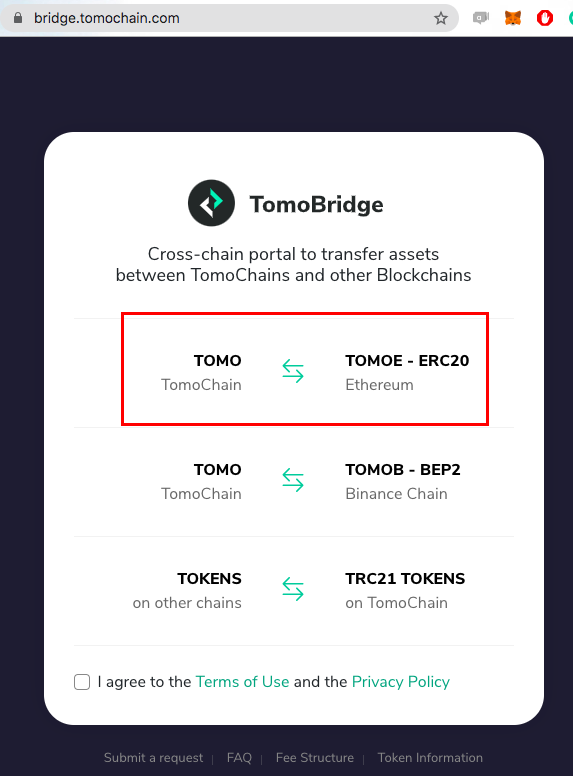 bridge.tomochain.com
TomoBridge
Cross-chain portal to transfer assets
between TomoChains and other Blockchains
TOMO
TomoChain
TOMOE - ERC20
Ethereum
TOMO
TomoChain
TOMOB - BEP2
Binance Chain
TOKENS
on other chains
TRC21 TOKENS
on TomoChain
I agree to the Terms of Use and the Privacy Policy
Submit a request | FAQ | Fee Structure | Token Information